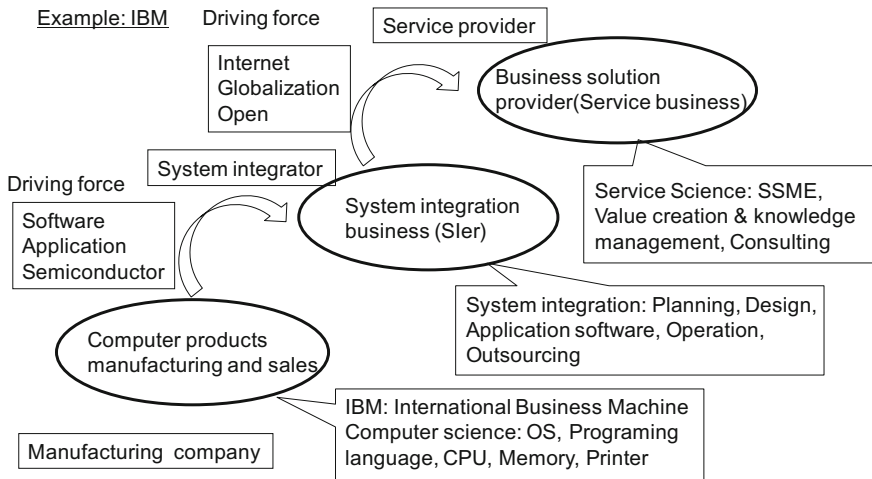 Example: IBM
Driving force
Service provider
Internet
Globalization
Open
Business solution
provider(Service business)
System integrator
Driving force
Software
Application
Semiconductor
System integration
business (SIer)
Service Science: SSME,
Value creation & knowledge
management, Consulting
System integration: Planning, Design,
Application software, Operation,
Outsourcing
Computer products
manufacturing and sales
IBM: International Business Machine
Computer science: OS, Programing
language, CPU, Memory, Printer
Manufacturing company